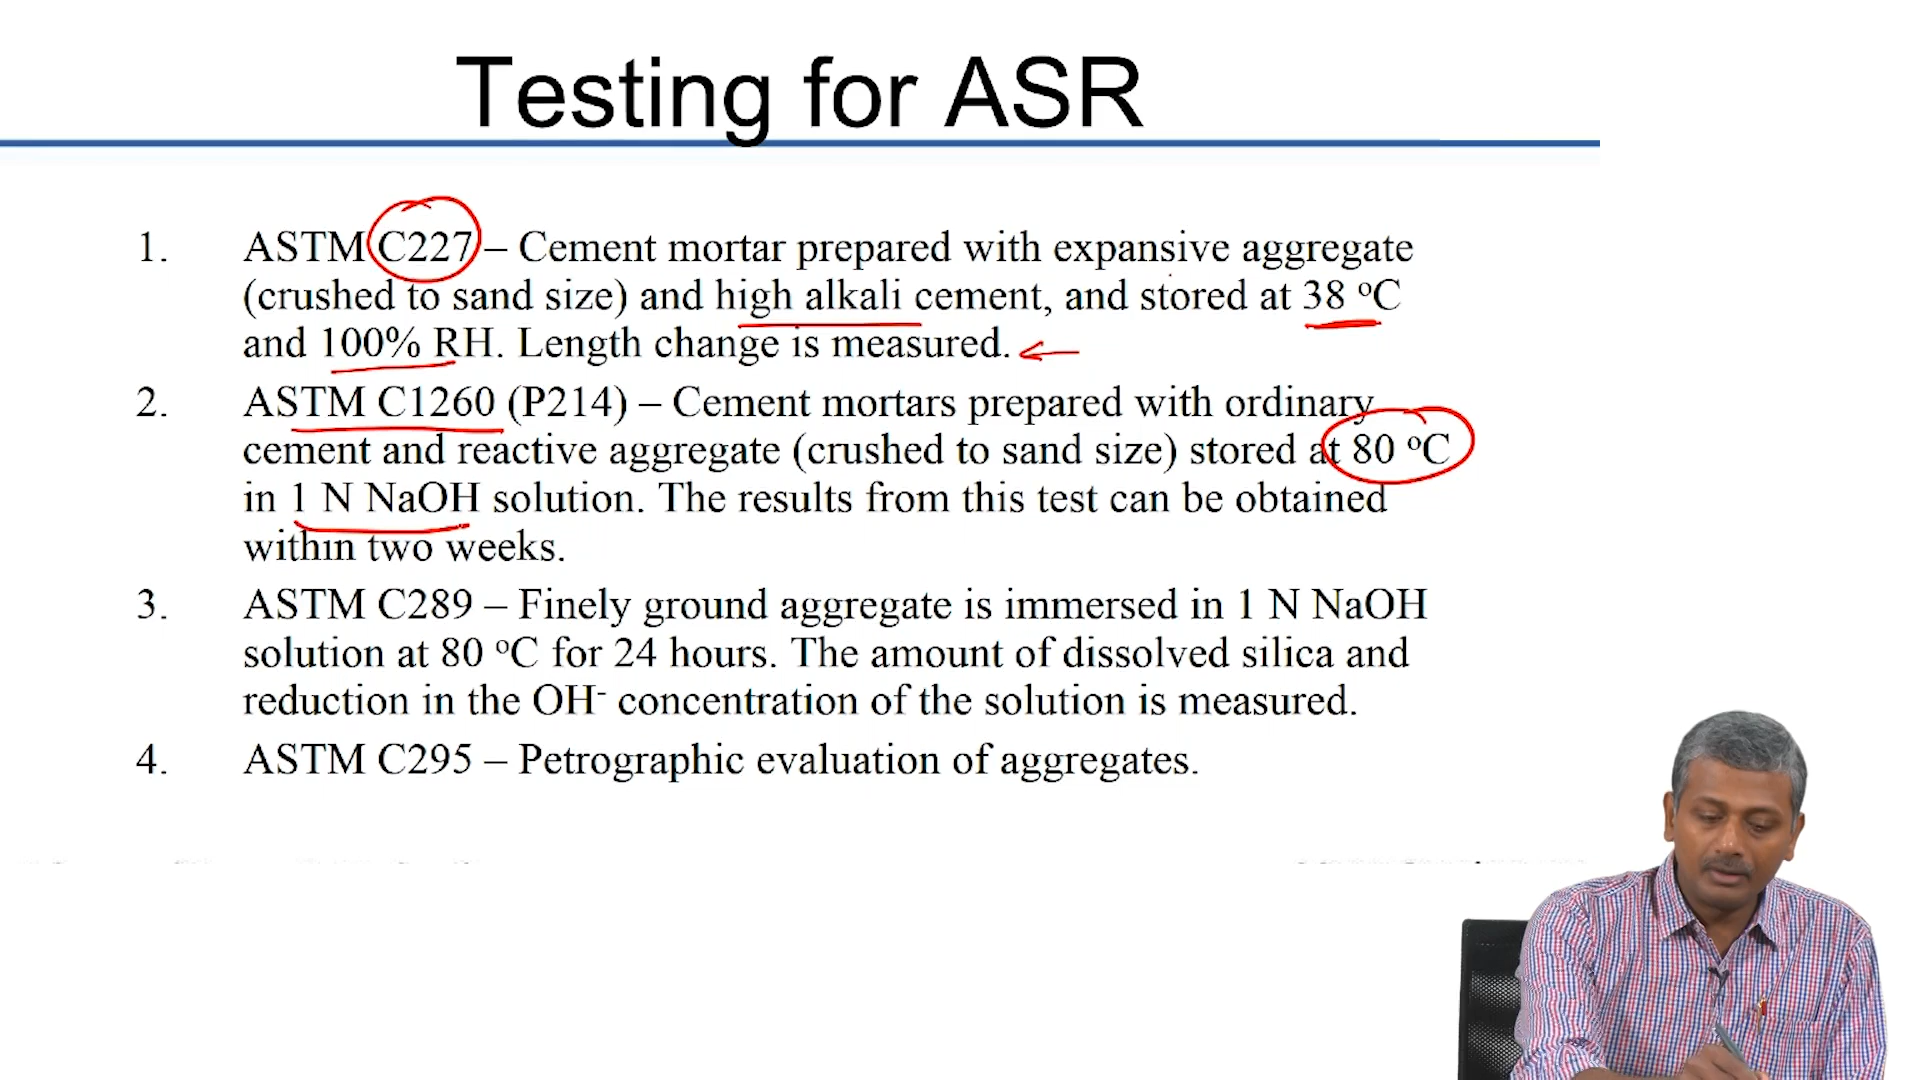 Testing for ASR
1. ASTM C227 – Cement mortar prepared with expansive aggregate
(crushed to sand size) and high alkali cement, and stored at 38 ºC
and 100% RH. Length change is measured.
2. ASTM C1260 (P214) – Cement mortars prepared with ordinary
cement and reactive aggregate (crushed to sand size) stored at 80 ºC
in 1 N NaOH solution. The results from this test can be obtained
within two weeks.
3. ASTM C289 – Finely ground aggregate is immersed in 1 N NaOH
solution at 80 ºC for 24 hours. The amount of dissolved silica and
reduction in the OH⁻ concentration of the solution is measured.
4. ASTM C295 – Petrographic evaluation of aggregates.